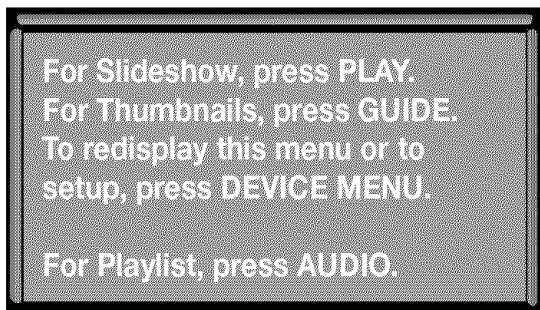 For Slideshow, press PLAY.
For Thumbnails, press GUIDE.
To redisplay this menu or to
setup, press DEVICE MENU.
For Playlist, press AUDIO.